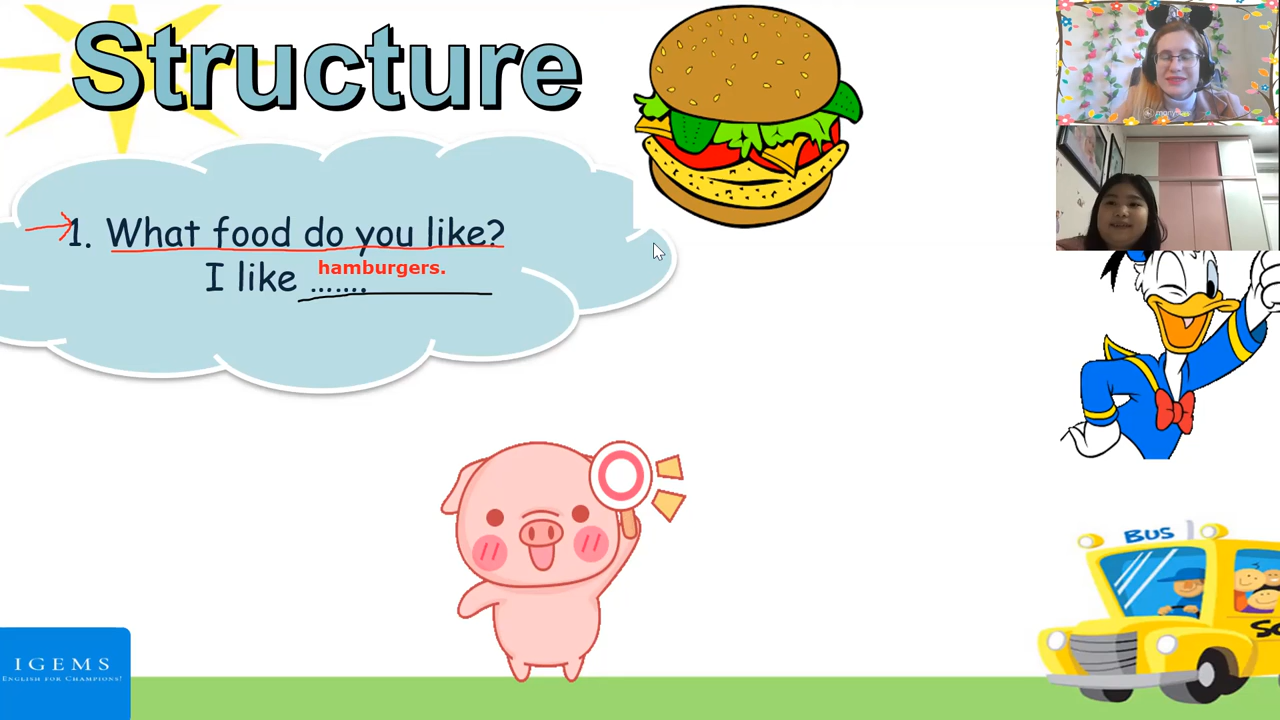 Structure
1. What food do you like?
I like ....... hamburgers.
BUS
IGEMS
ENGLISH FOR CHAMPIONS!